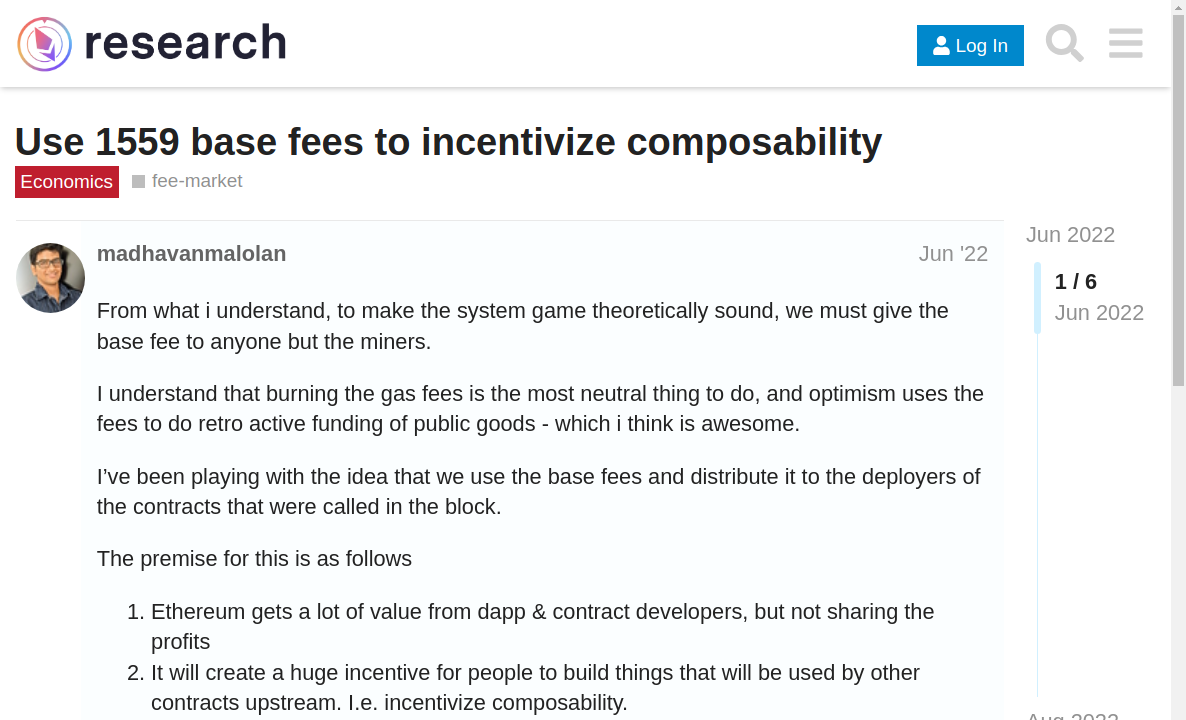 research
Log In
Use 1559 base fees to incentivize composability
Economics
fee-market
madhavanmalolan
Jun '22
From what i understand, to make the system game theoretically sound, we must give the
base fee to anyone but the miners.
I understand that burning the gas fees is the most neutral thing to do, and optimism uses the
fees to do retro active funding of public goods - which i think is awesome.
I’ve been playing with the idea that we use the base fees and distribute it to the deployers of
the contracts that were called in the block.
The premise for this is as follows
1. Ethereum gets a lot of value from dapp & contract developers, but not sharing the
profits
2. It will create a huge incentive for people to build things that will be used by other
contracts upstream. I.e. incentivize composability.
Jun 2022
1 / 6
Jun 2022
Aug 2022